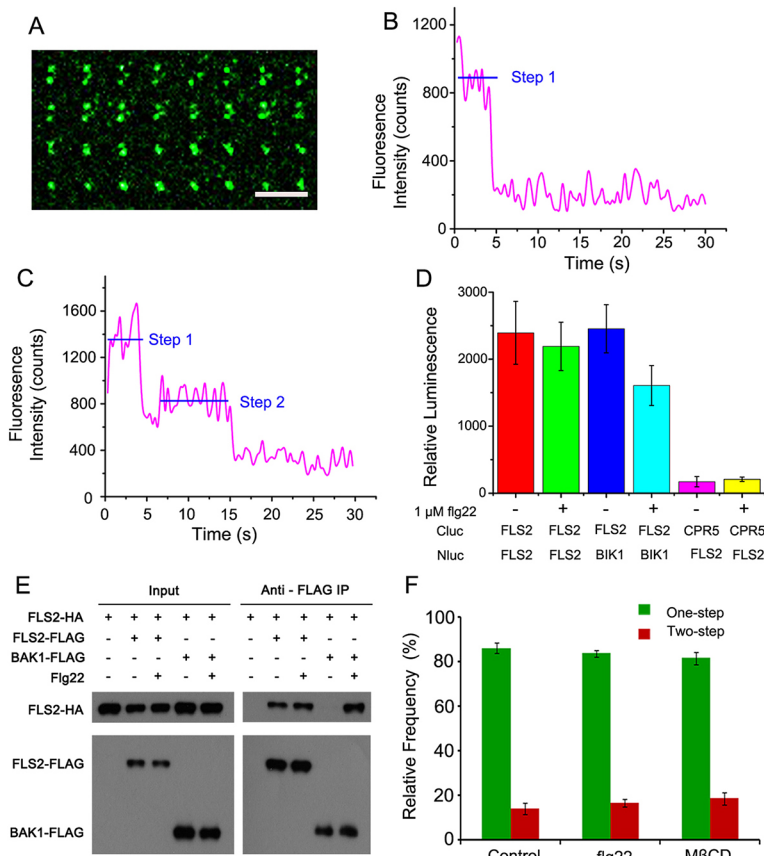 A
B
Fluoresence
Intensity (counts)
1200
800
400
0
Step 1
0 5 10 15 20 25 30
Time (s)
C
Fluoresence
Intensity (counts)
1600
1200
800
400
0
Step 1
Step 2
0 5 10 15 20 25 30
Time (s)
D
Relative Luminescence
3000
2000
1000
0
1 μM flg22 - + - + - +
Cluc FLS2 FLS2 FLS2 FLS2 CPR5 CPR5
Nluc FLS2 FLS2 BIK1 BIK1 FLS2 FLS2
E
Input Anti - FLAG IP
FLS2-HA + + + + + + + + + +
FLS2-FLAG - + + - - - + + - -
BAK1-FLAG - - - + + - - - + +
Flg22 - - + - + - - + - +
FLS2-HA
FLS2-FLAG
BAK1-FLAG
F
Relative Frequency (%)
100
80
60
40
20
0
One-step
Two-step
Control flg22 MβCD